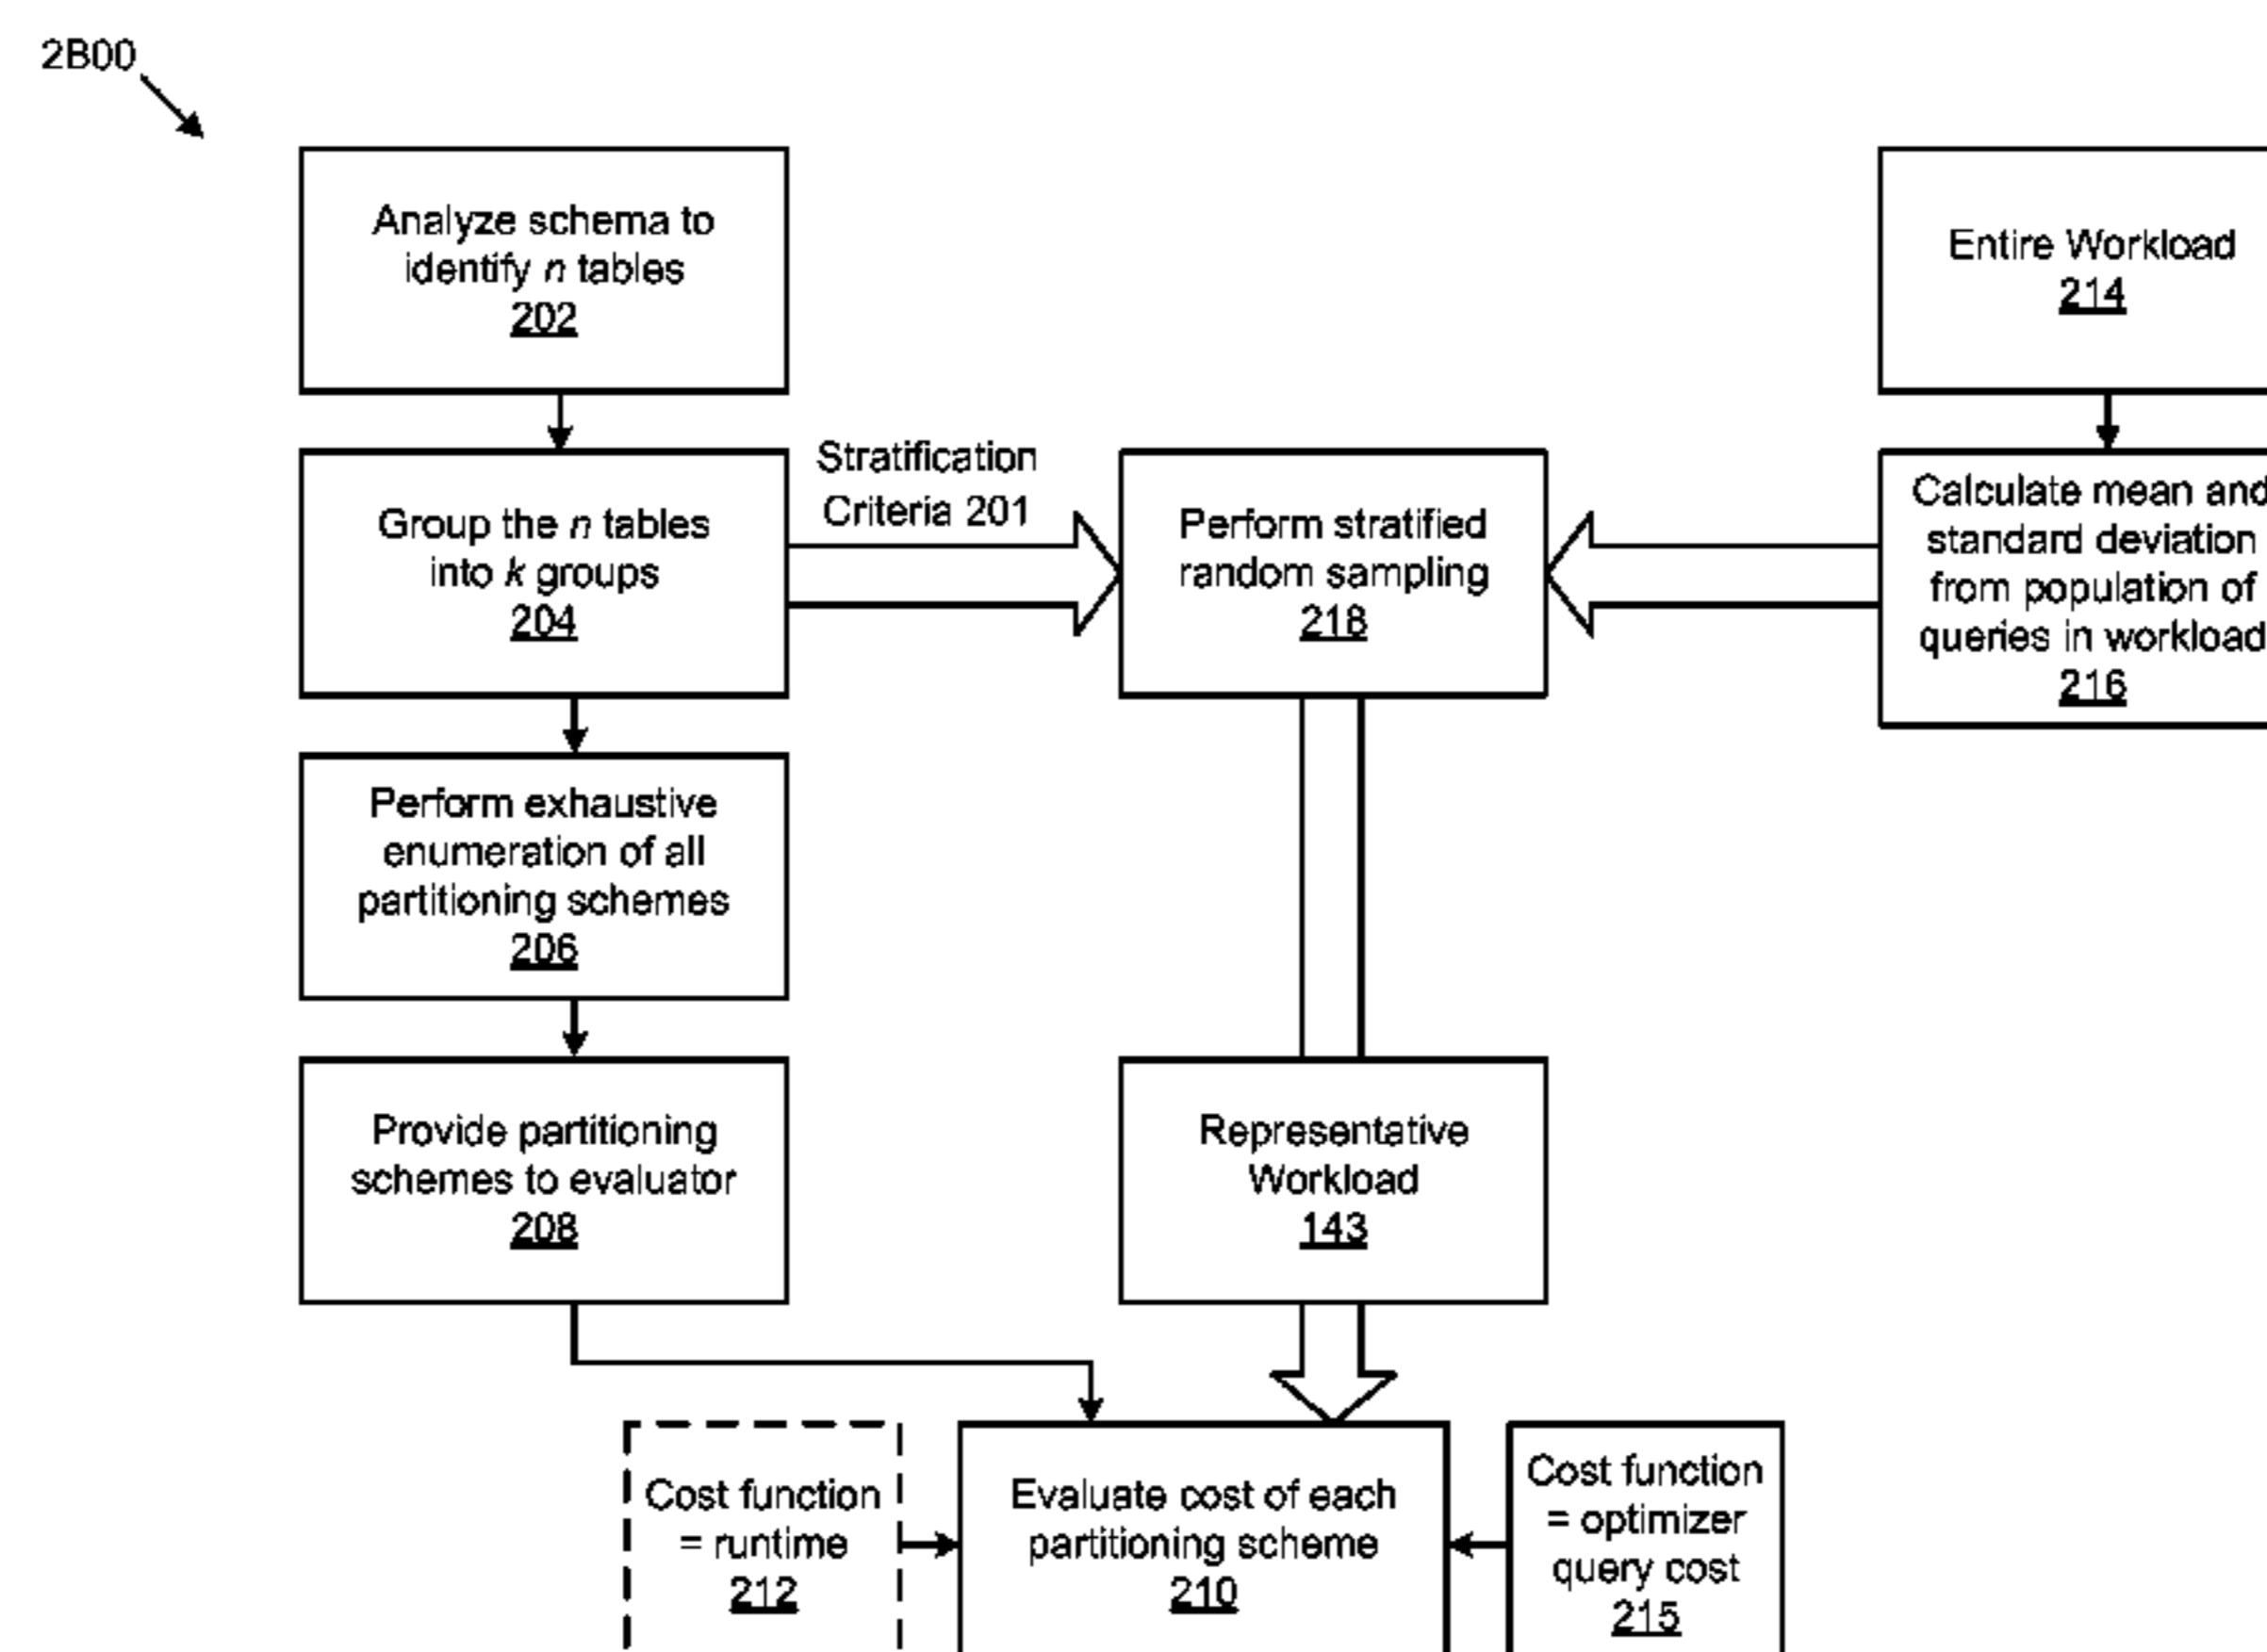 2B00
Analyze schema to
identify n tables
202
Entire Workload
214
Group the n tables
into k groups
204
Stratification
Criteria 201
Perform stratified
random sampling
218
Calculate mean and
standard deviation
from population of
queries in workload
216
Perform exhaustive
enumeration of all
partitioning schemes
206
Provide partitioning
schemes to evaluator
208
Representative
Workload
143
Cost function
= runtime
212
Evaluate cost of each
partitioning scheme
210
Cost function
= optimizer
query cost
215